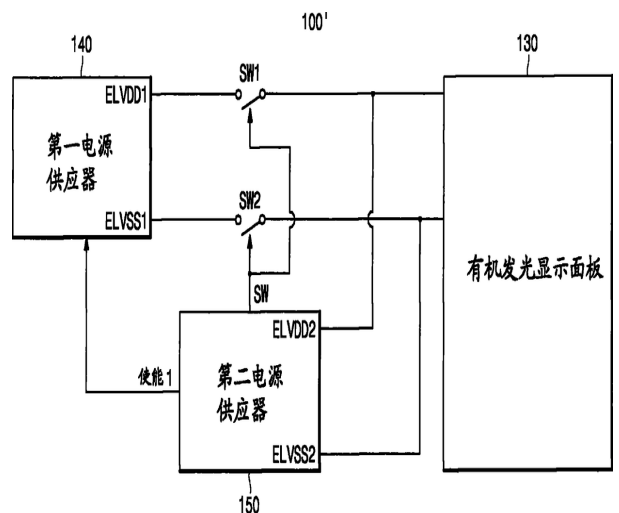 100'
140
130
ELVDD1
SW1
第一电源
供应器
ELVSS1
SW2
有机发光显示面板
SW
ELVDD2
使能1
第二电源
供应器
ELVSS2
150